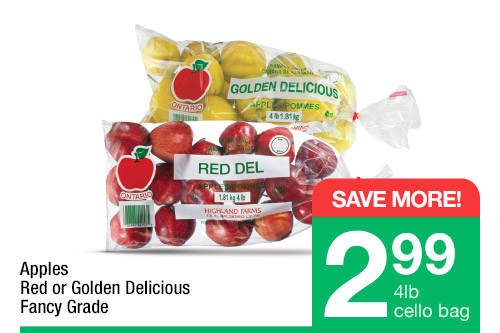 GOLDEN DELICIOUS
APPLES/POMMES
4 lb 1.81 kg
ONTARIO
RED DEL
APPLES/POMMES
1.81 kg 4 lb
HIGHLAND FARMS
ONTARIO
SAVE MORE!
2 99
4lb
cello bag
Apples
Red or Golden Delicious
Fancy Grade